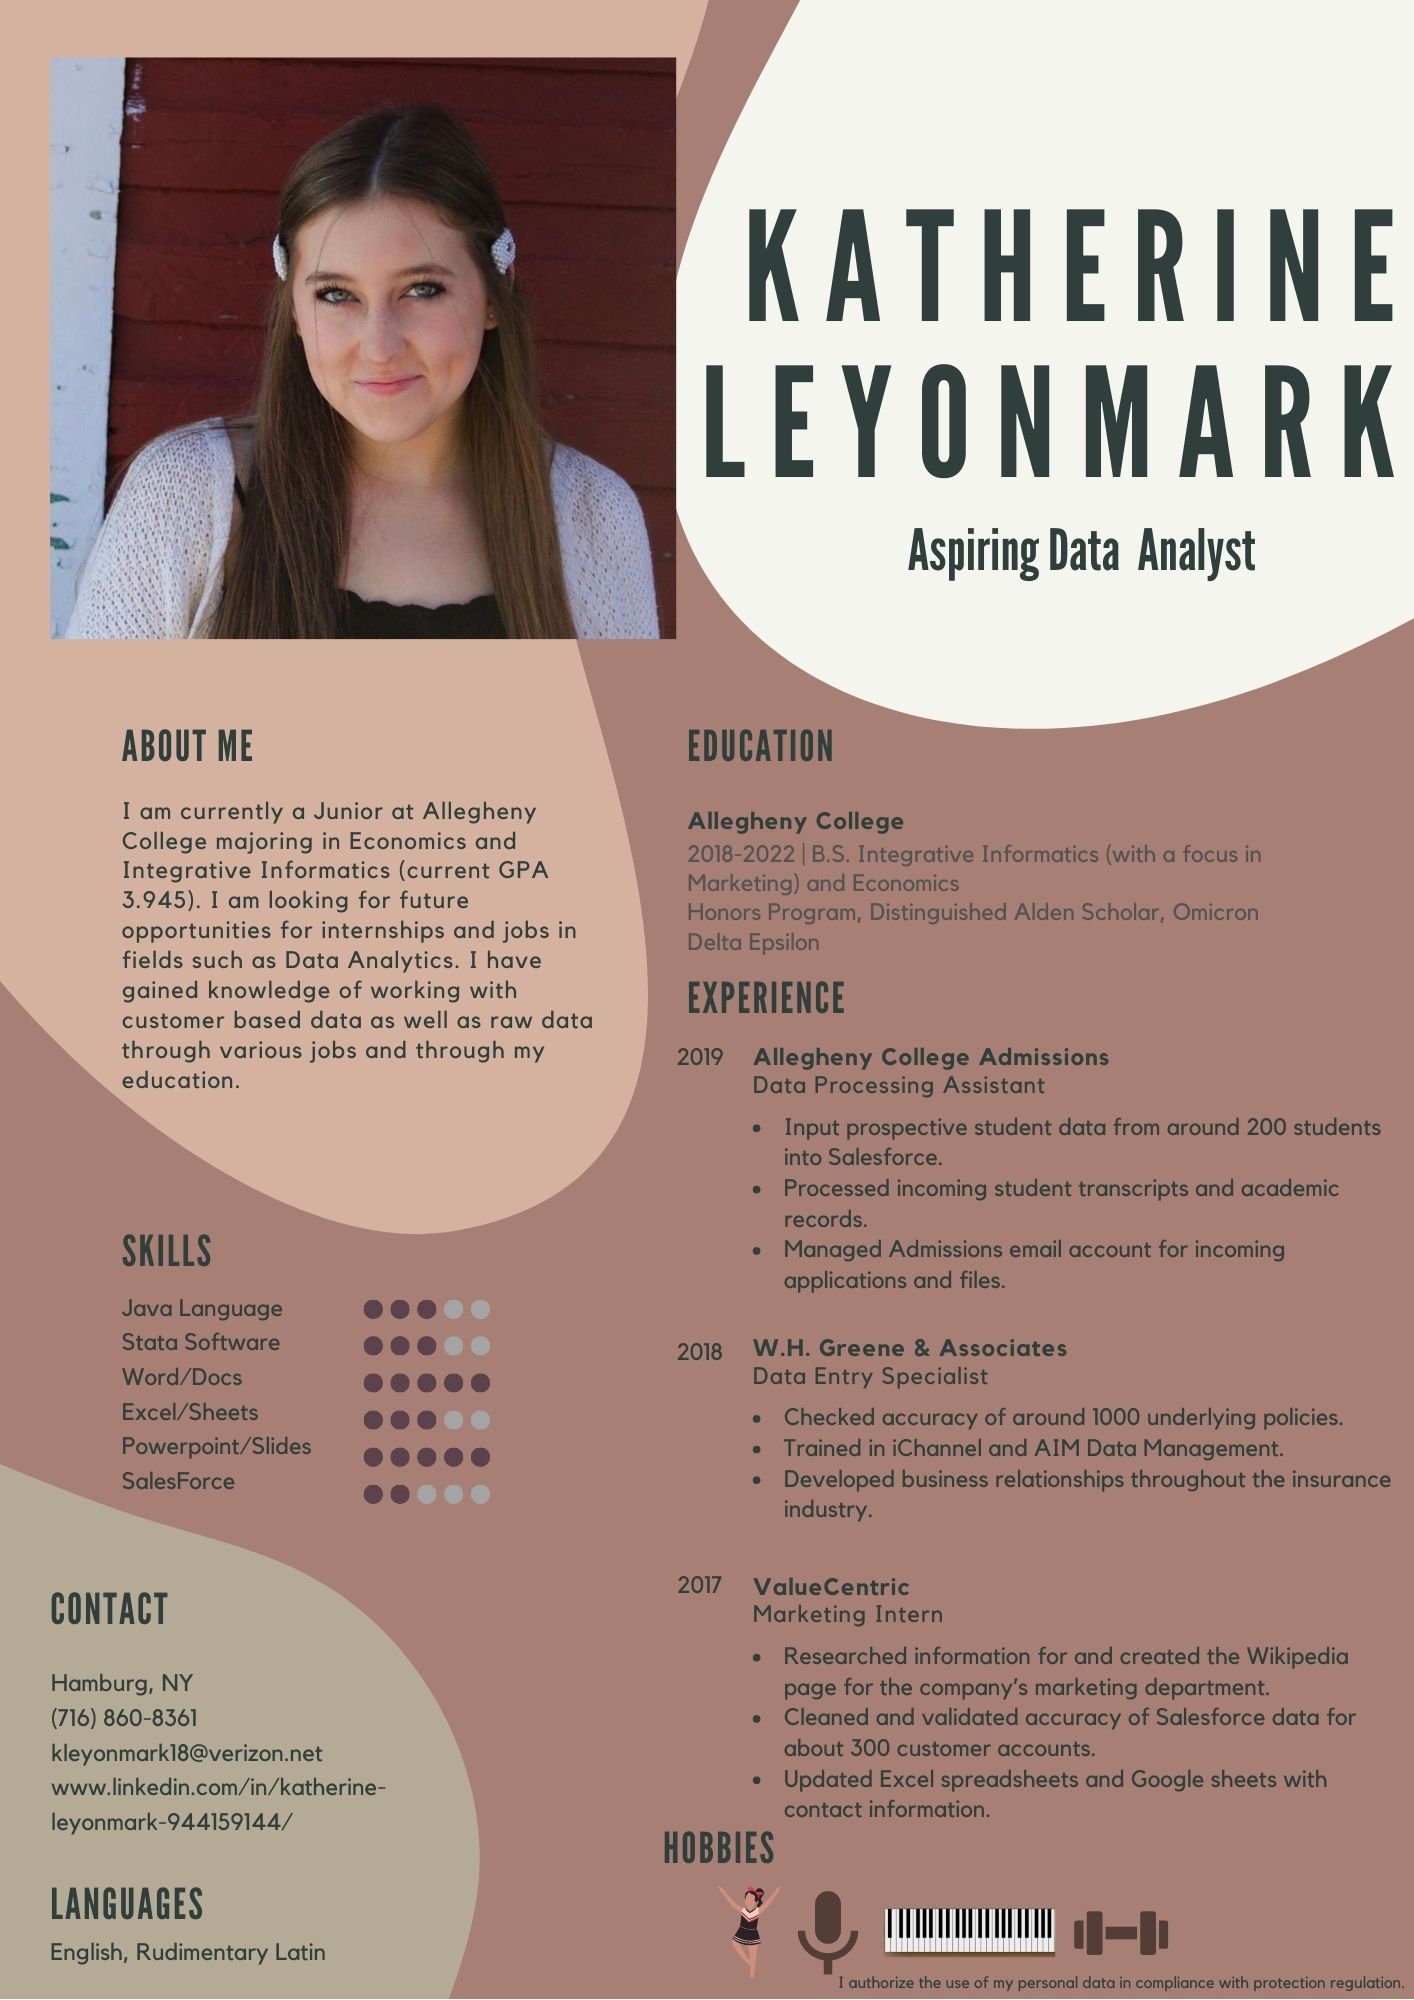 KATHERINE
LEYONMARK
Aspiring Data Analyst
ABOUT ME
I am currently a Junior at Allegheny
College majoring in Economics and
Integrative Informatics (current GPA
3.945). I am looking for future
opportunities for internships and jobs in
fields such as Data Analytics. I have
gained knowledge of working with
customer based data as well as raw data
through various jobs and through my
education.
SKILLS
Java Language
Stata Software
Word/Docs
Excel/Sheets
Powerpoint/Slides
SalesForce
CONTACT
Hamburg, NY
(716) 860-8361
kleyonmark18@verizon.net
www.linkedin.com/in/katherine-
leyonmark-944159144/
LANGUAGES
English, Rudimentary Latin
EDUCATION
Allegheny College
2018-2022 | B.S. Integrative Informatics (with a focus in
Marketing) and Economics
Honors Program, Distinguished Alden Scholar, Omicron
Delta Epsilon
EXPERIENCE
2019 Allegheny College Admissions
Data Processing Assistant
• Input prospective student data from around 200 students
into Salesforce.
• Processed incoming student transcripts and academic
records.
• Managed Admissions email account for incoming
applications and files.
2018 W.H. Greene & Associates
Data Entry Specialist
• Checked accuracy of around 1000 underlying policies.
• Trained in iChannel and AIM Data Management.
• Developed business relationships throughout the insurance
industry.
2017 ValueCentric
Marketing Intern
• Researched information for and created the Wikipedia
page for the company's marketing department.
• Cleaned and validated accuracy of Salesforce data for
about 300 customer accounts.
• Updated Excel spreadsheets and Google sheets with
contact information.
HOBBIES
I authorize the use of my personal data in compliance with protection regulation.